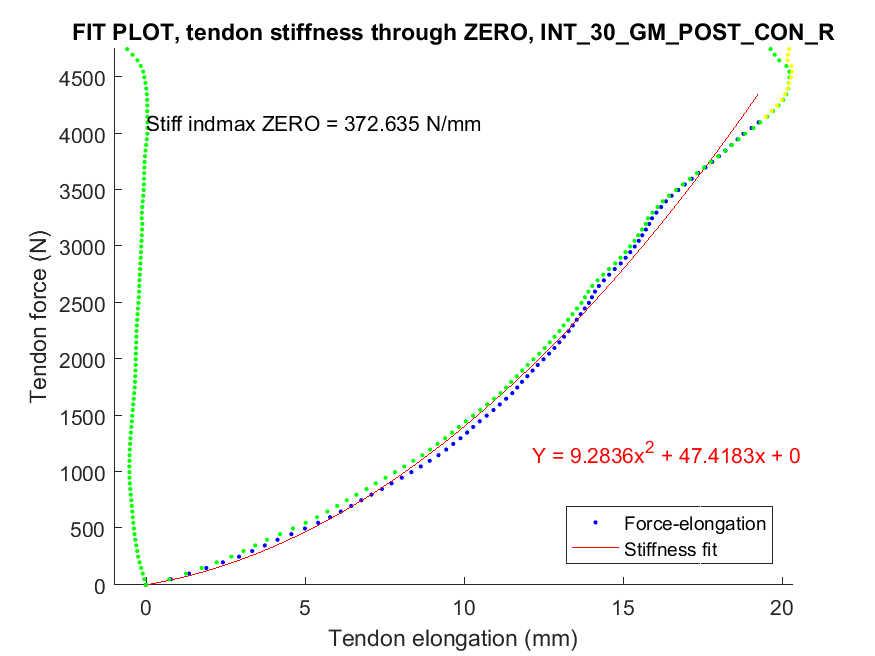 FIT PLOT, tendon stiffness through ZERO, INT_30_GM_POST_CON_R
4500
Stiff indmax ZERO = 372.635 N/mm
4000
3500
3000
Tendon force (N)
2500
2000
1500
Y = 9.2836x² + 47.4183x + 0
1000
500
Force-elongation
Stiffness fit
0
0 5 10 15 20
Tendon elongation (mm)